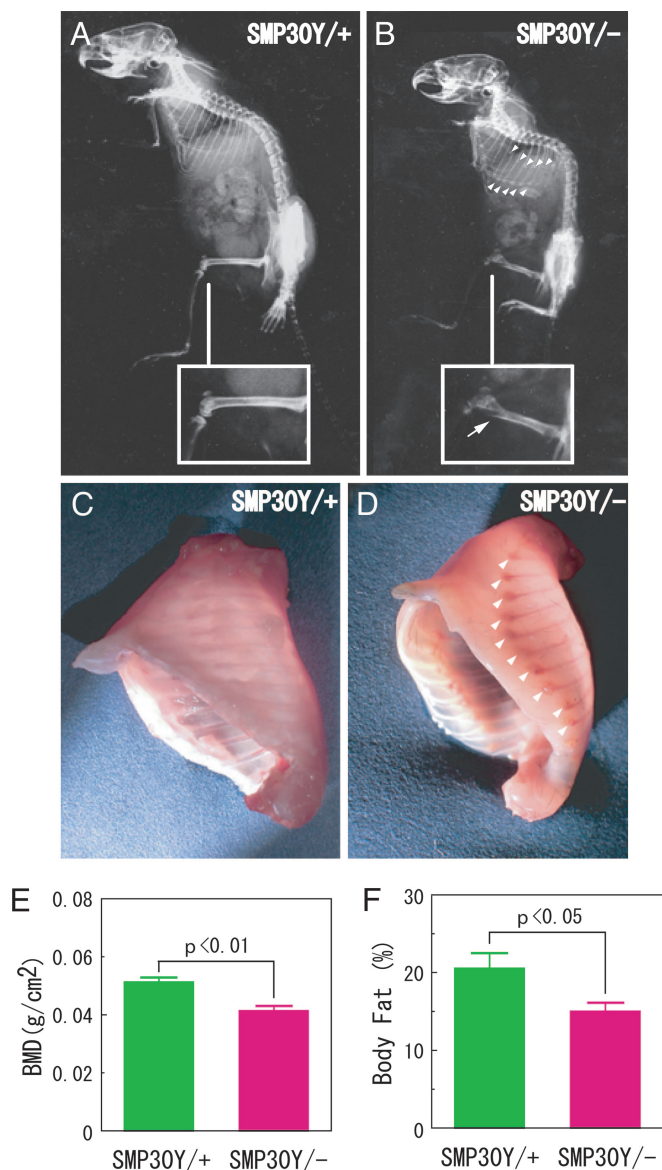 A SMP30Y/+
B SMP30Y/-
C SMP30Y/+
D SMP30Y/-
E
BMD(g/cm2)
0.08
0.06
0.04
0.02
0
p<0.01
SMP30Y/+ SMP30Y/-
F
Body Fat (%)
30
20
15
0
p<0.05
SMP30Y/+ SMP30Y/-